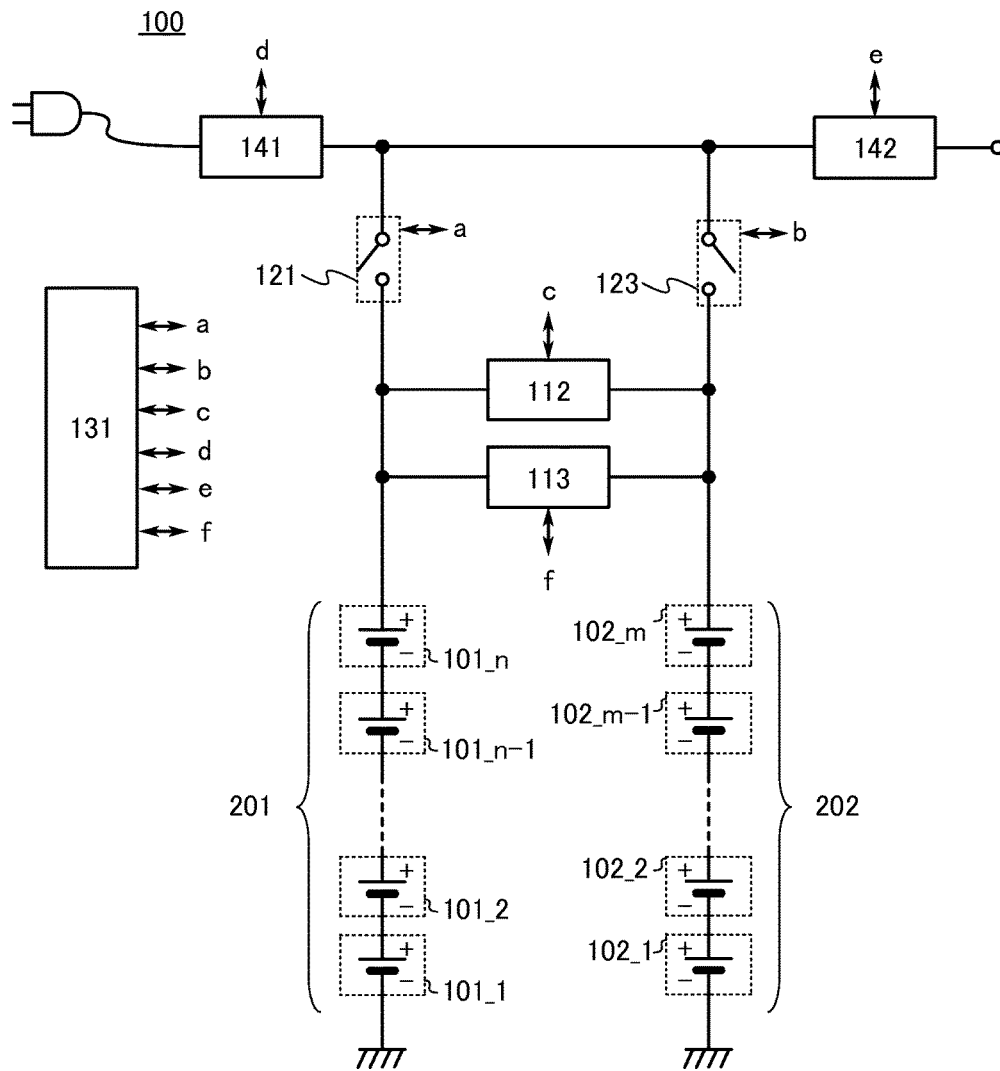 100
d
e
141
142
a
b
121
123
c
112
a
b
c
131
d
e
f
113
f
+
−
101_n
102_m
+
−
+
−
101_n-1
102_m-1
+
−
201
202
+
−
101_2
102_2
+
−
+
−
101_1
102_1
+
−